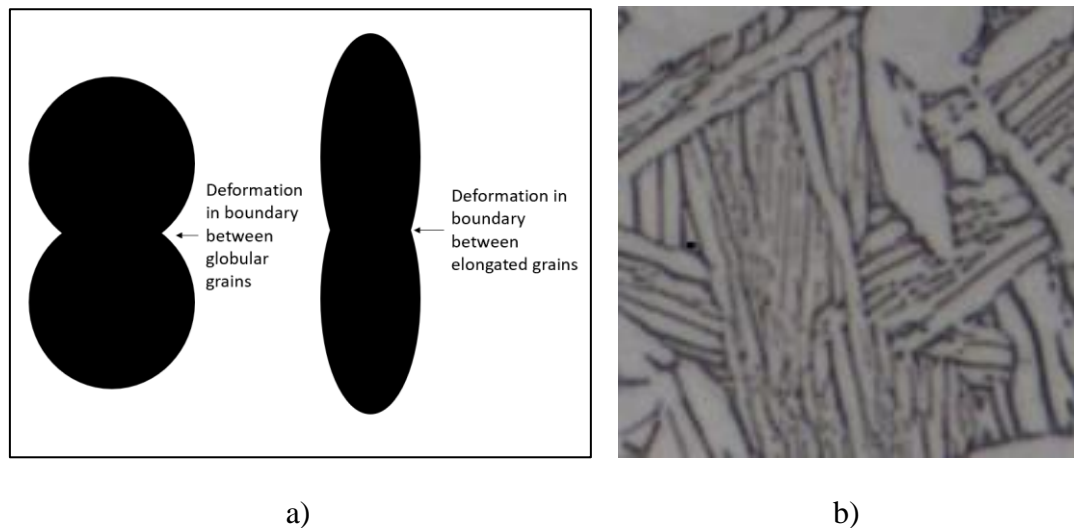 Deformation
in boundary
between
globular
grains
Deformation in
boundary
between
elongated grains
a)
b)